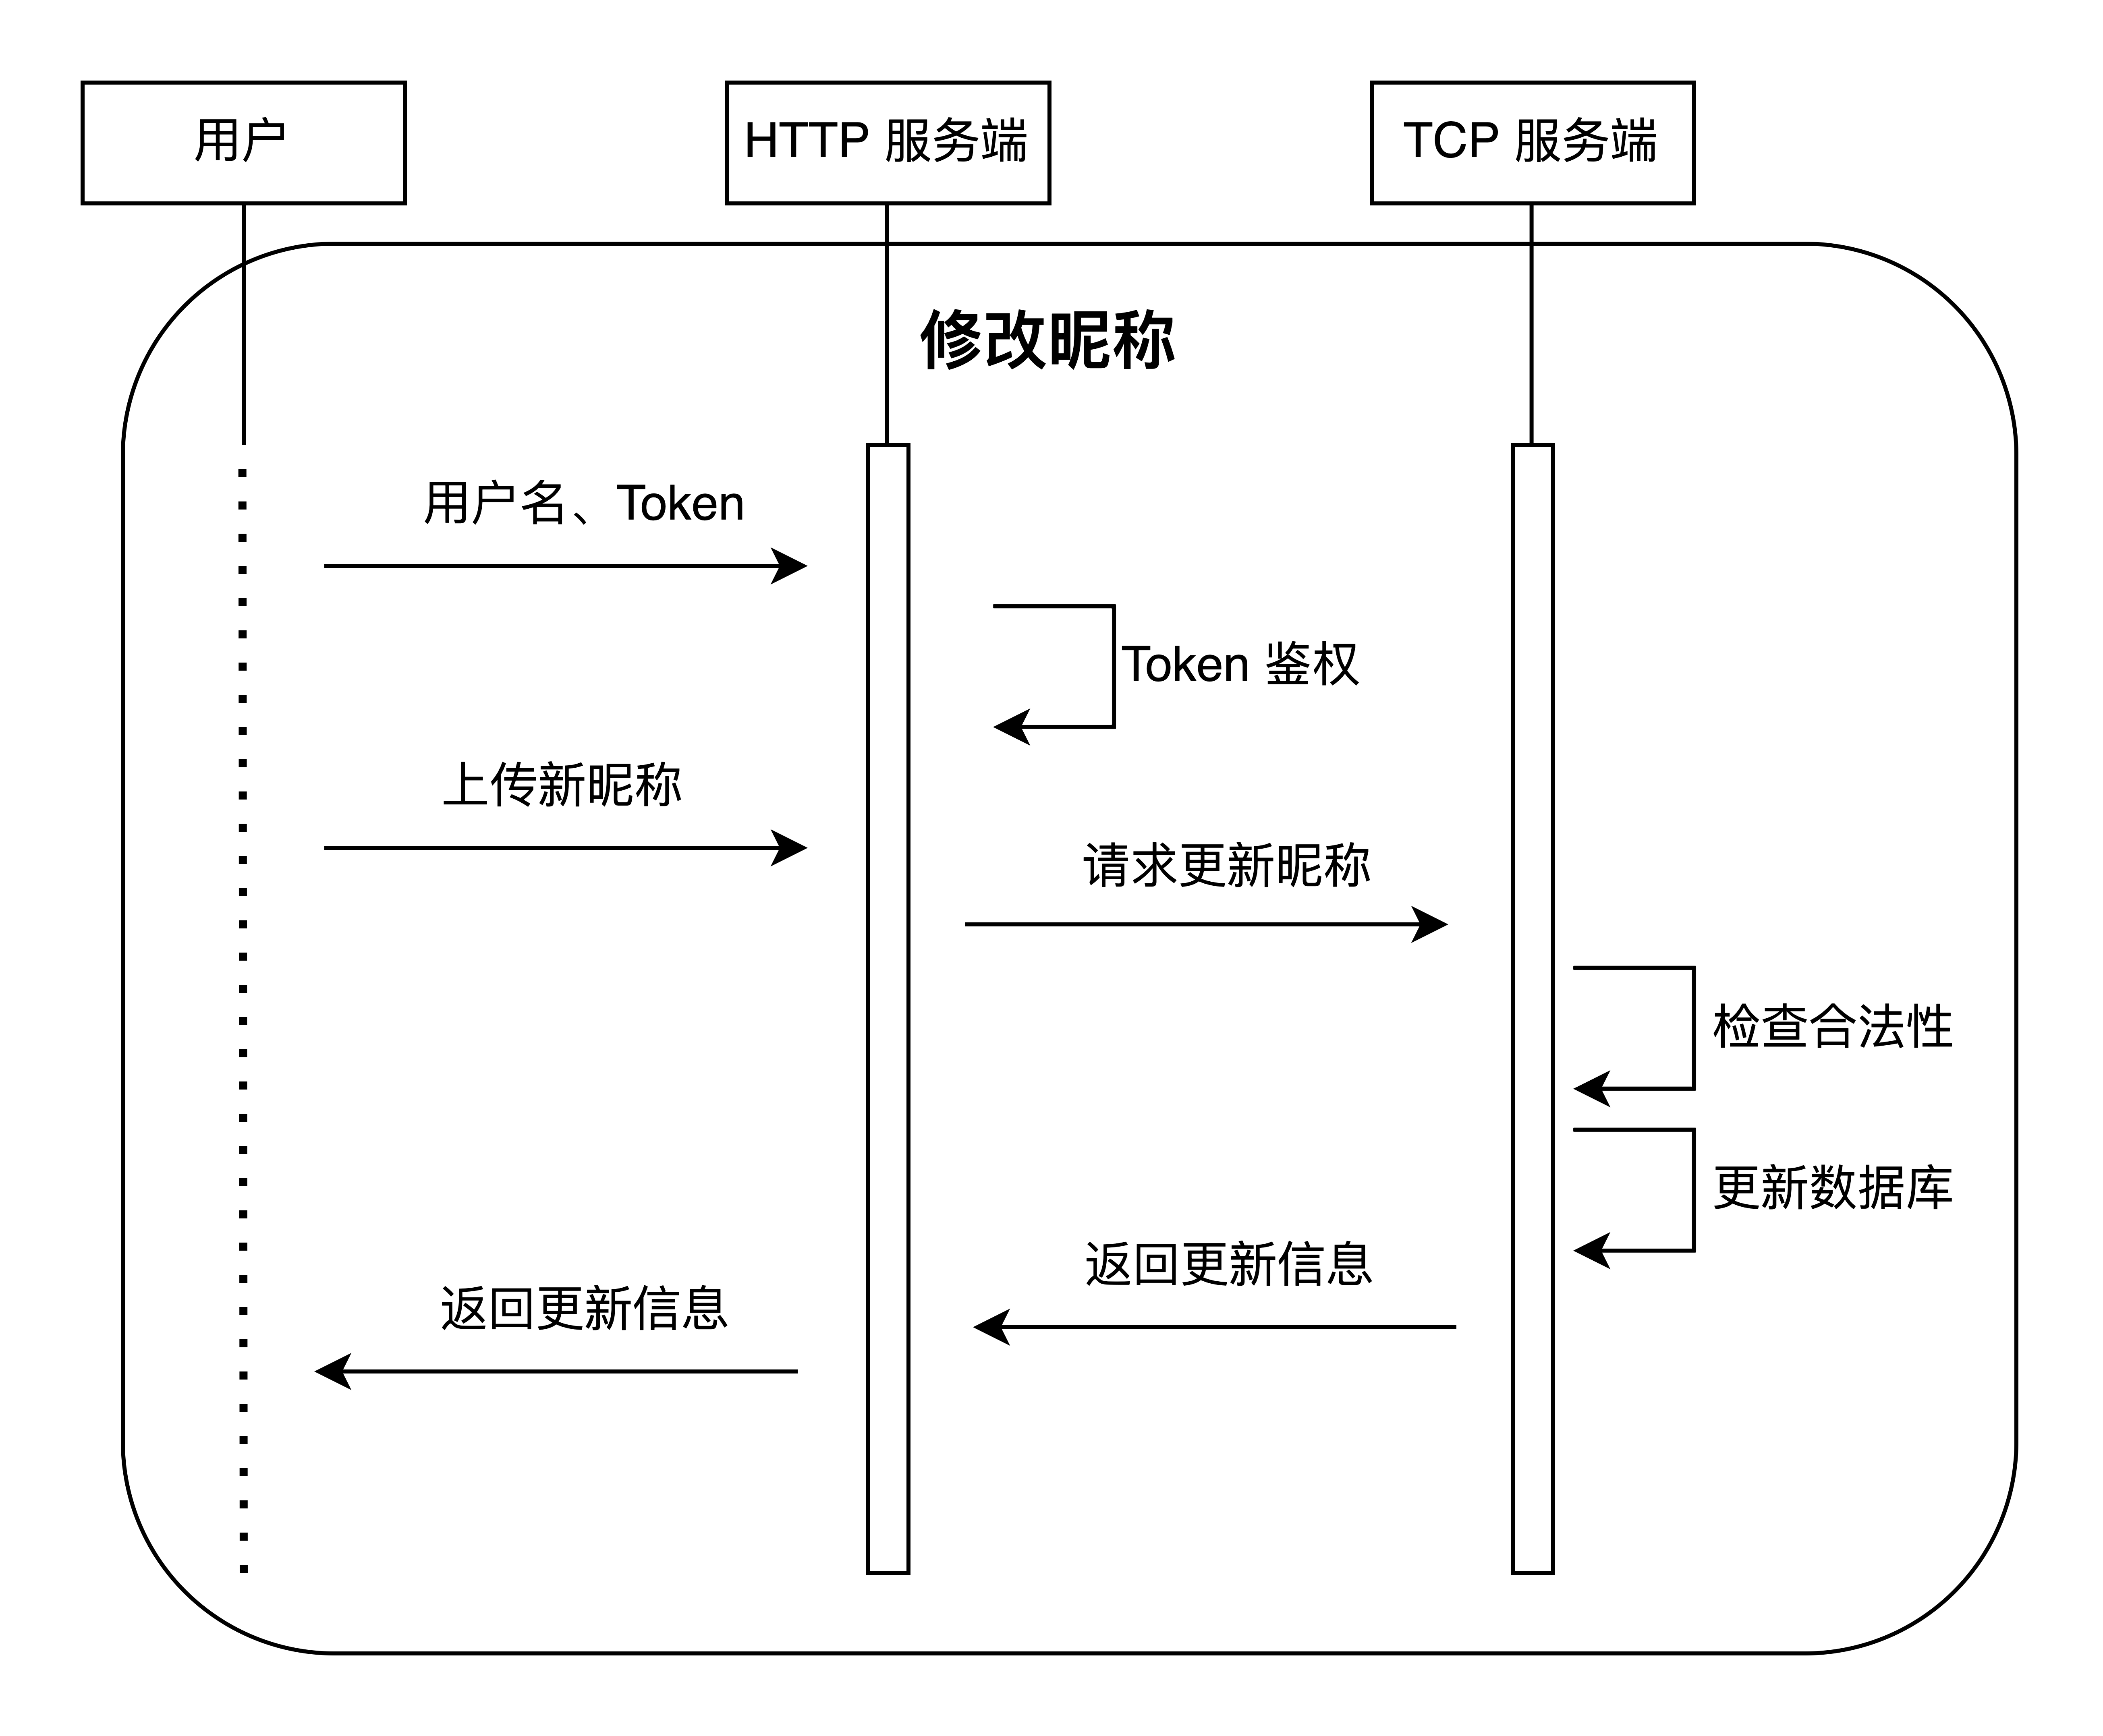 用户
HTTP 服务端
TCP 服务端
修改昵称
用户名、Token
Token 鉴权
上传新昵称
请求更新昵称
检查合法性
更新数据库
返回更新信息
返回更新信息